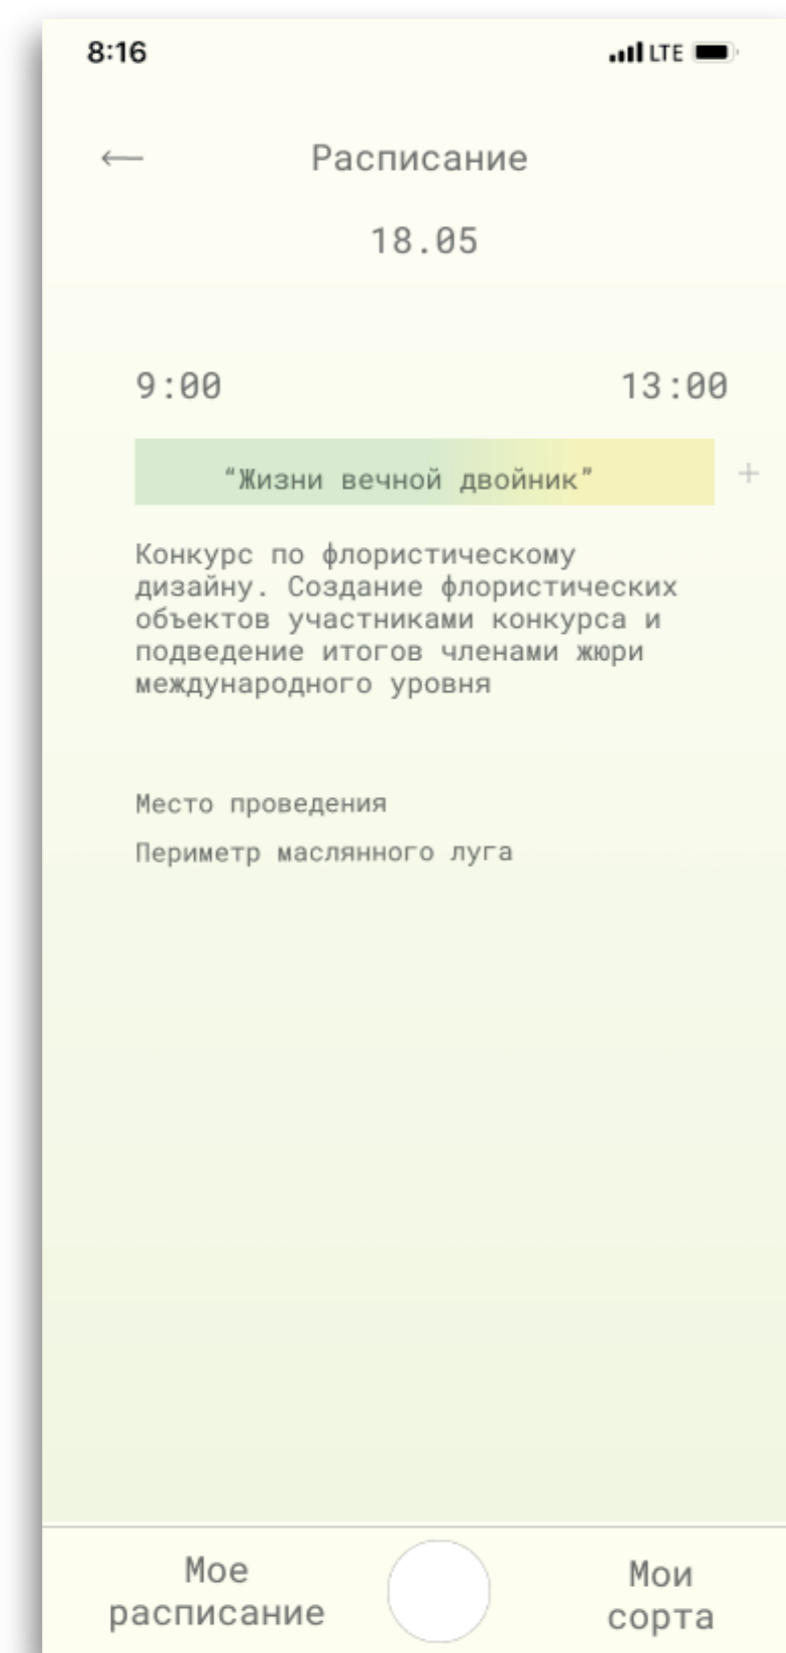 8:16 LTE
Расписание
18.05
9:00 13:00
“Жизни вечной двойник” +
Конкурс по флористическому
дизайну. Создание флористических
объектов участниками конкурса и
подведение итогов членами жюри
международного уровня
Место проведения
Периметр маслянного луга
Мое
расписание
Мои
сорта